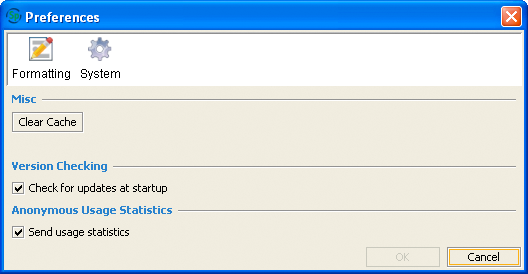 Preferences
Formatting System
Misc
Clear Cache
Version Checking
Check for updates at startup
Anonymous Usage Statistics
Send usage statistics
OK Cancel